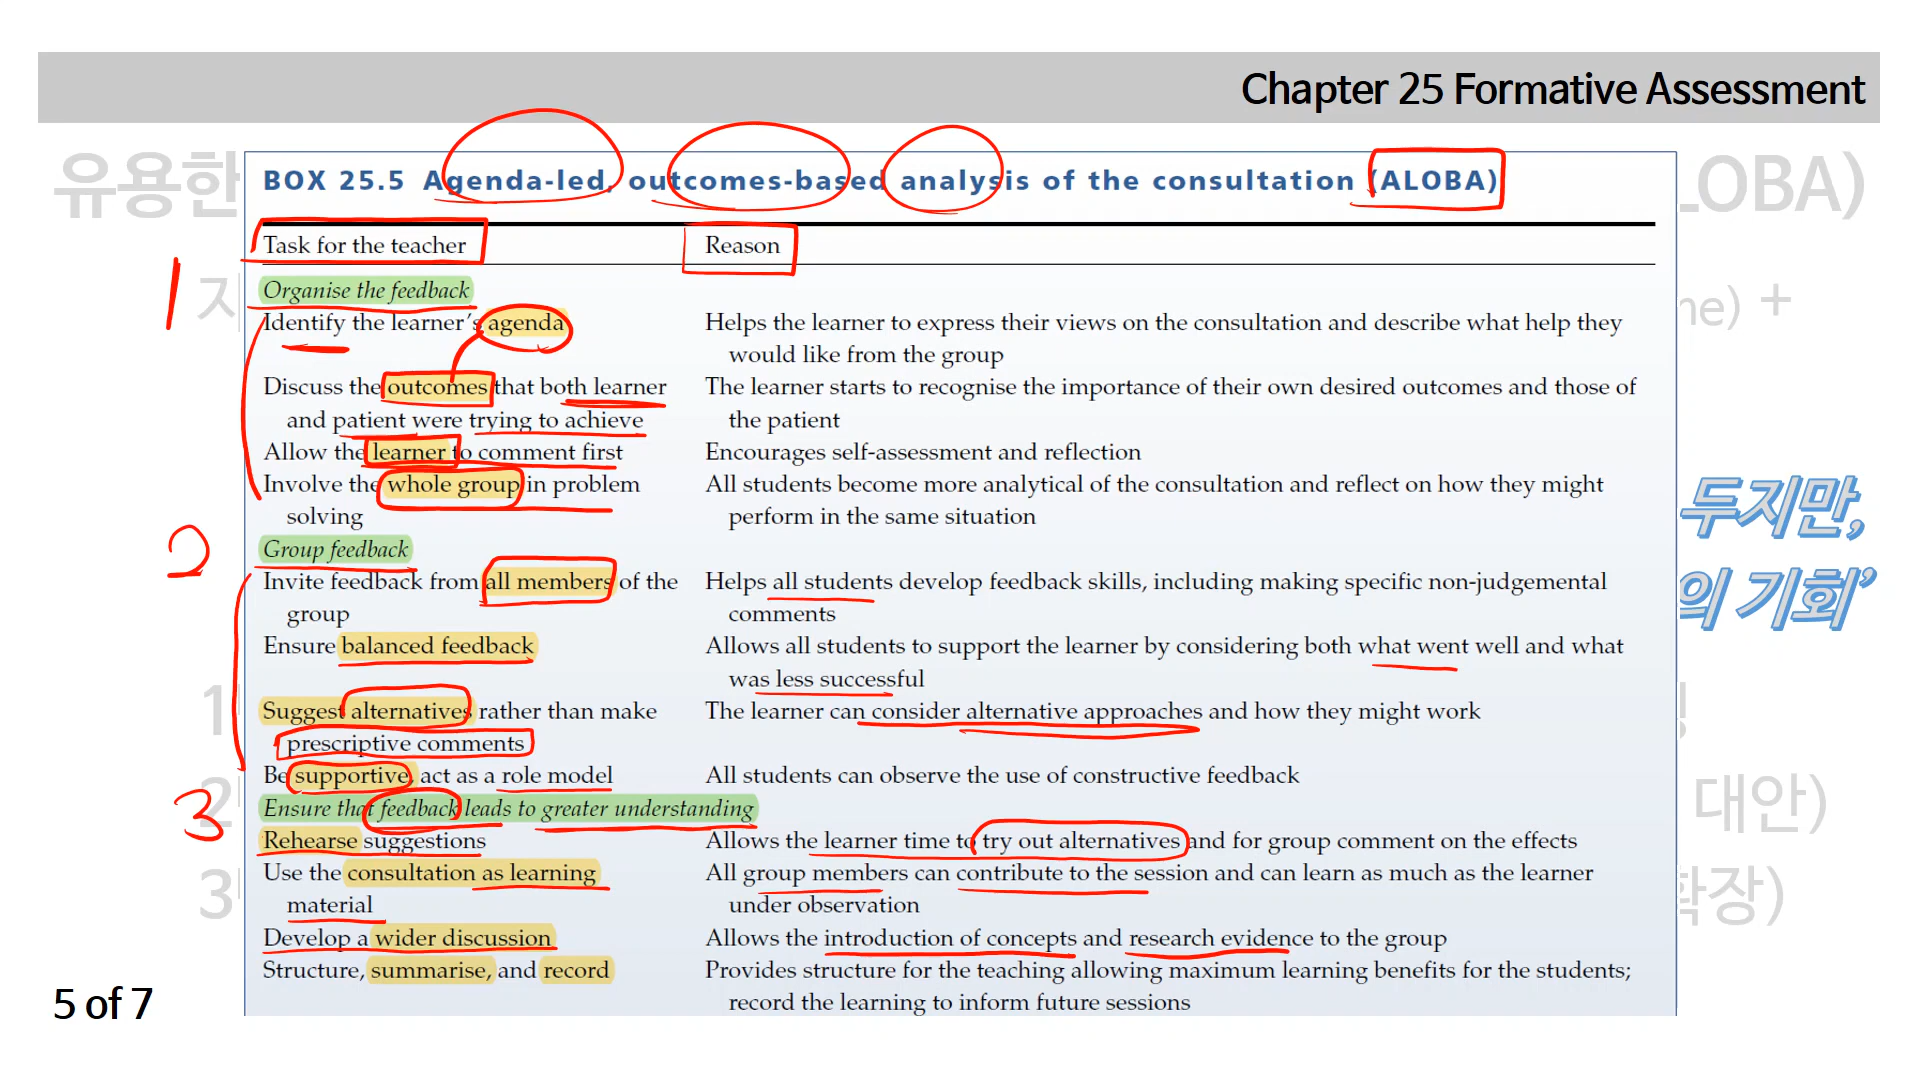 Chapter 25 Formative Assessment
유용한
LOBA)
BOX 25.5 Agenda-led, outcomes-based analysis of the consultation (ALOBA)
Task for the teacher Reason
1
Organise the feedback
Identify the learner's agenda Helps the learner to express their views on the consultation and describe what help they
would like from the group
ne) +
Discuss the outcomes that both learner The learner starts to recognise the importance of their own desired outcomes and those of
and patient were trying to achieve the patient
Allow the learner to comment first Encourages self-assessment and reflection
Involve the whole group in problem All students become more analytical of the consultation and reflect on how they might
solving perform in the same situation
두지만,
2
Group feedback
Invite feedback from all members of the Helps all students develop feedback skills, including making specific non-judgemental
group comments
의 기회’
Ensure balanced feedback Allows all students to support the learner by considering both what went well and what
was less successful
1
Suggest alternatives rather than make The learner can consider alternative approaches and how they might work
prescriptive comments
Be supportive, act as a role model All students can observe the use of constructive feedback
2
대안)
3
Ensure that feedback leads to greater understanding
Rehearse suggestions Allows the learner time to try out alternatives and for group comment on the effects
Use the consultation as learning All group members can contribute to the session and can learn as much as the learner
material under observation
3
확장)
Develop a wider discussion Allows the introduction of concepts and research evidence to the group
Structure, summarise, and record Provides structure for the teaching allowing maximum learning benefits for the students;
record the learning to inform future sessions
5 of 7